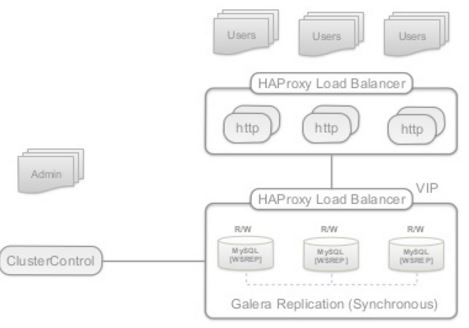 Users Users Users
HAProxy Load Balancer
http http http
Admin
HAProxy Load Balancer VIP
R/W R/W R/W
MySQL MySQL MySQL
[WSREP] [WSREP] [WSREP]
ClusterControl
Galera Replication (Synchronous)